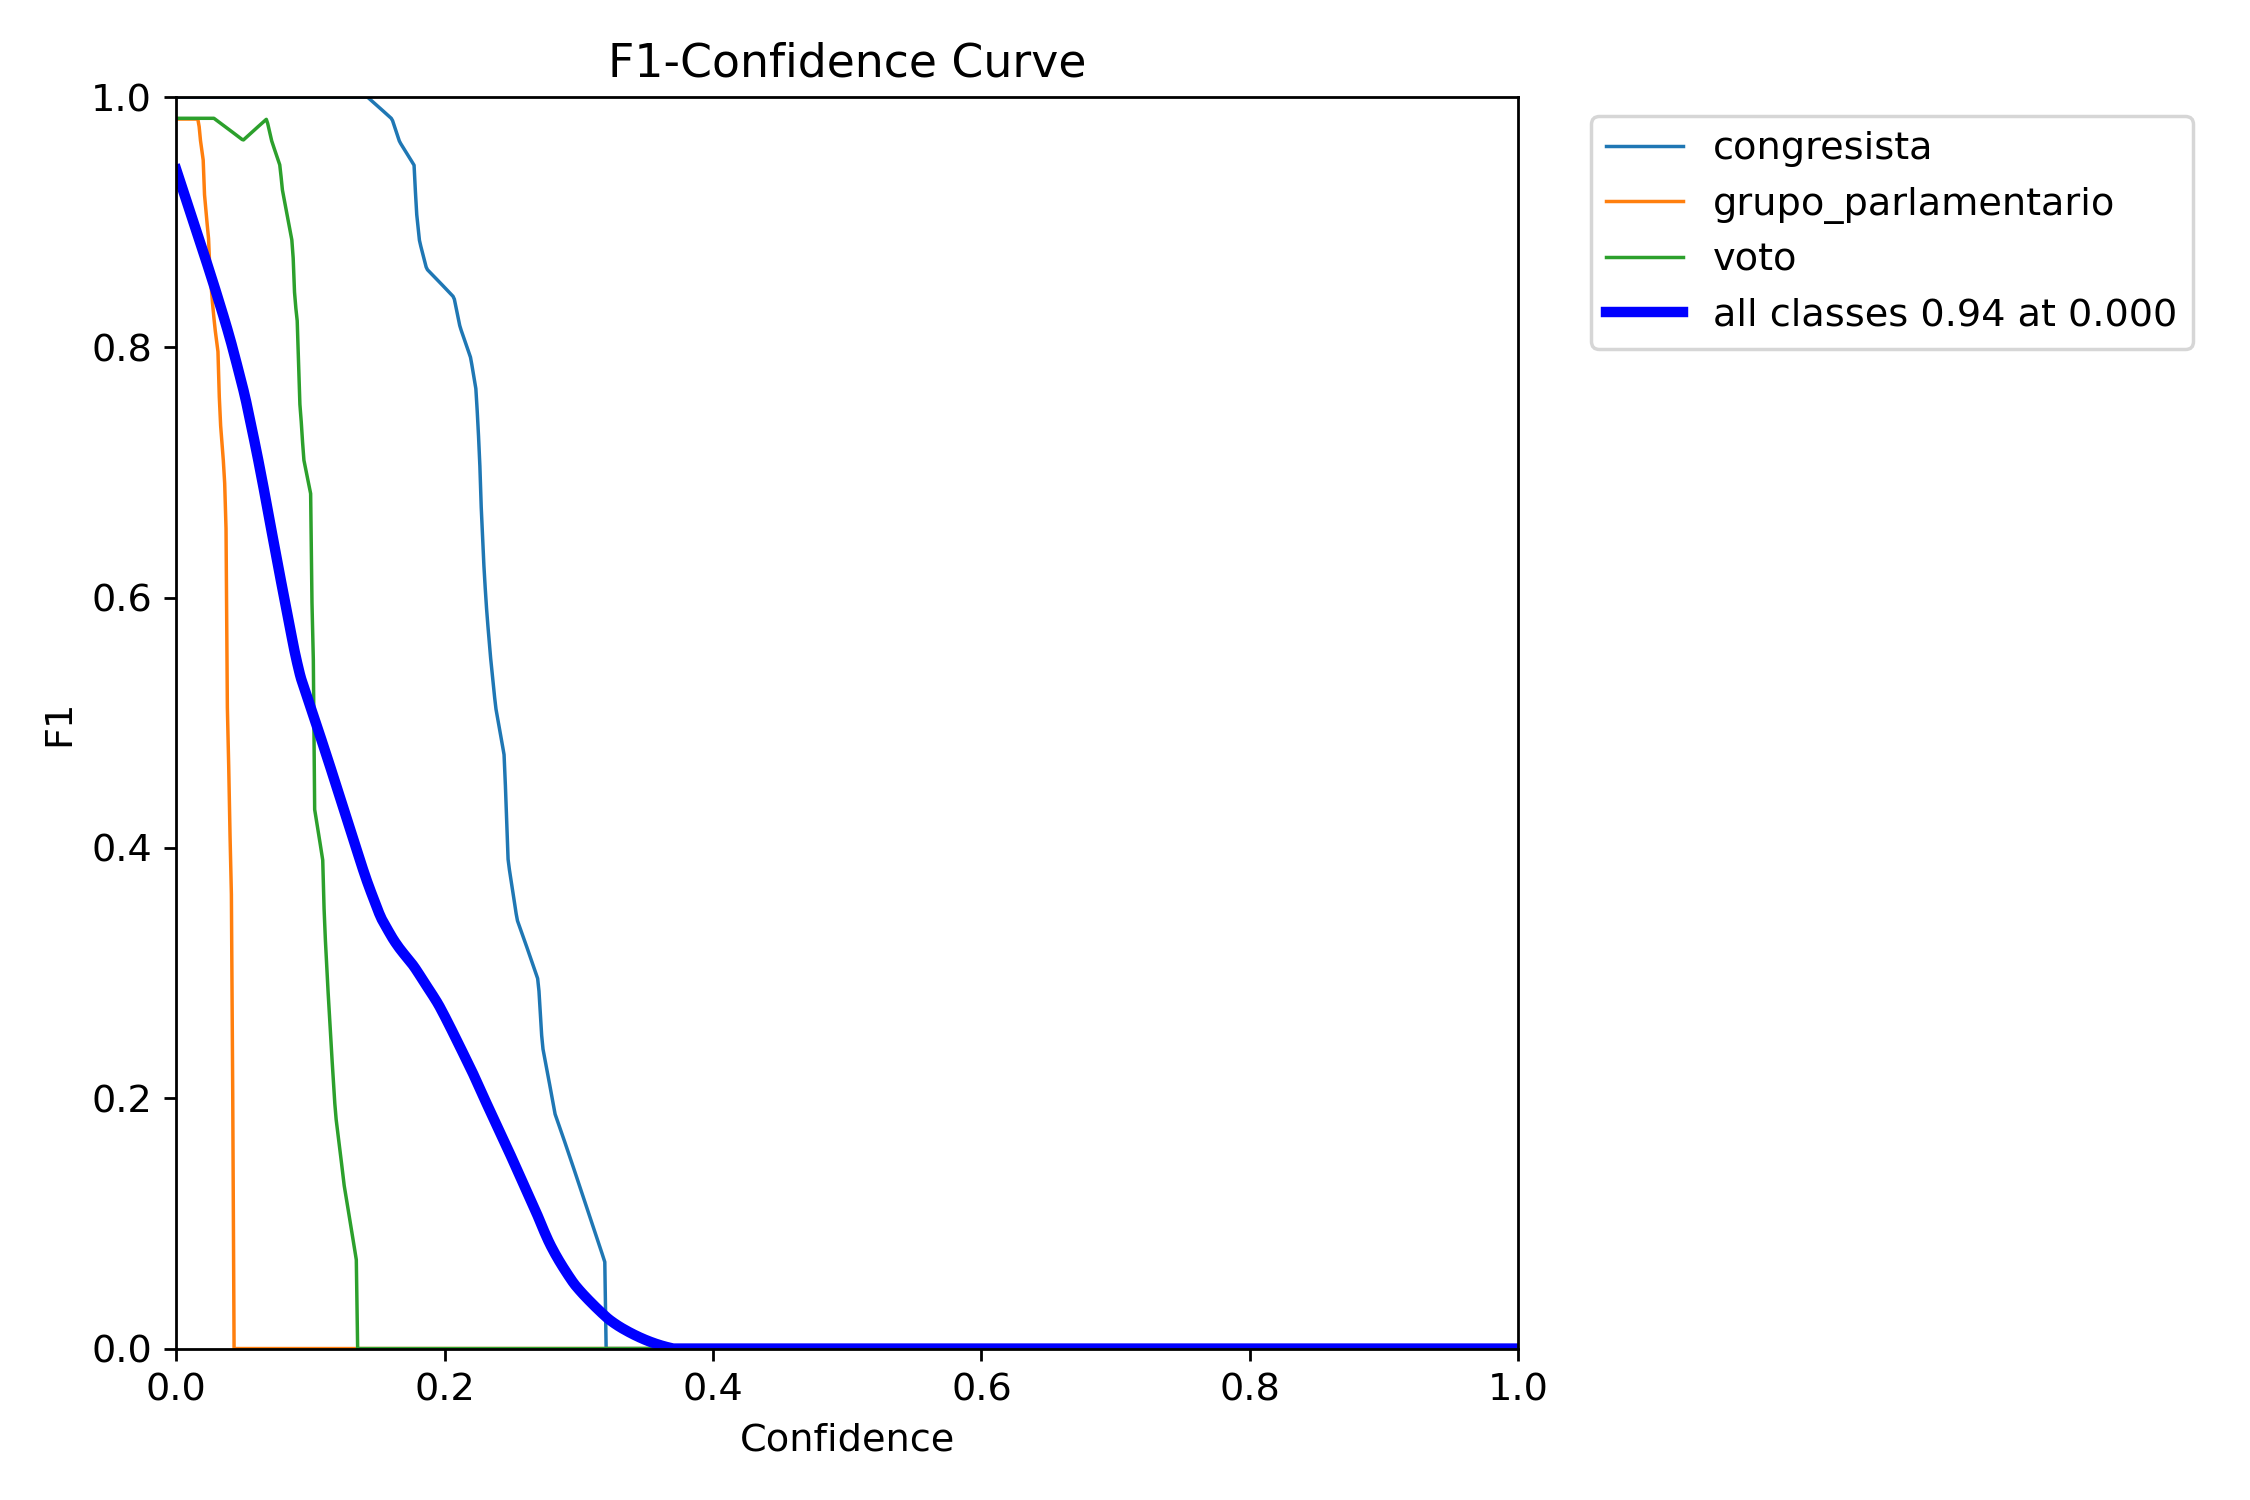 F1-Confidence Curve
1.0
0.8
0.6
0.4
0.2
0.0
F1
0.0 0.2 0.4 0.6 0.8 1.0
Confidence
congresista
grupo_parlamentario
voto
all classes 0.94 at 0.000